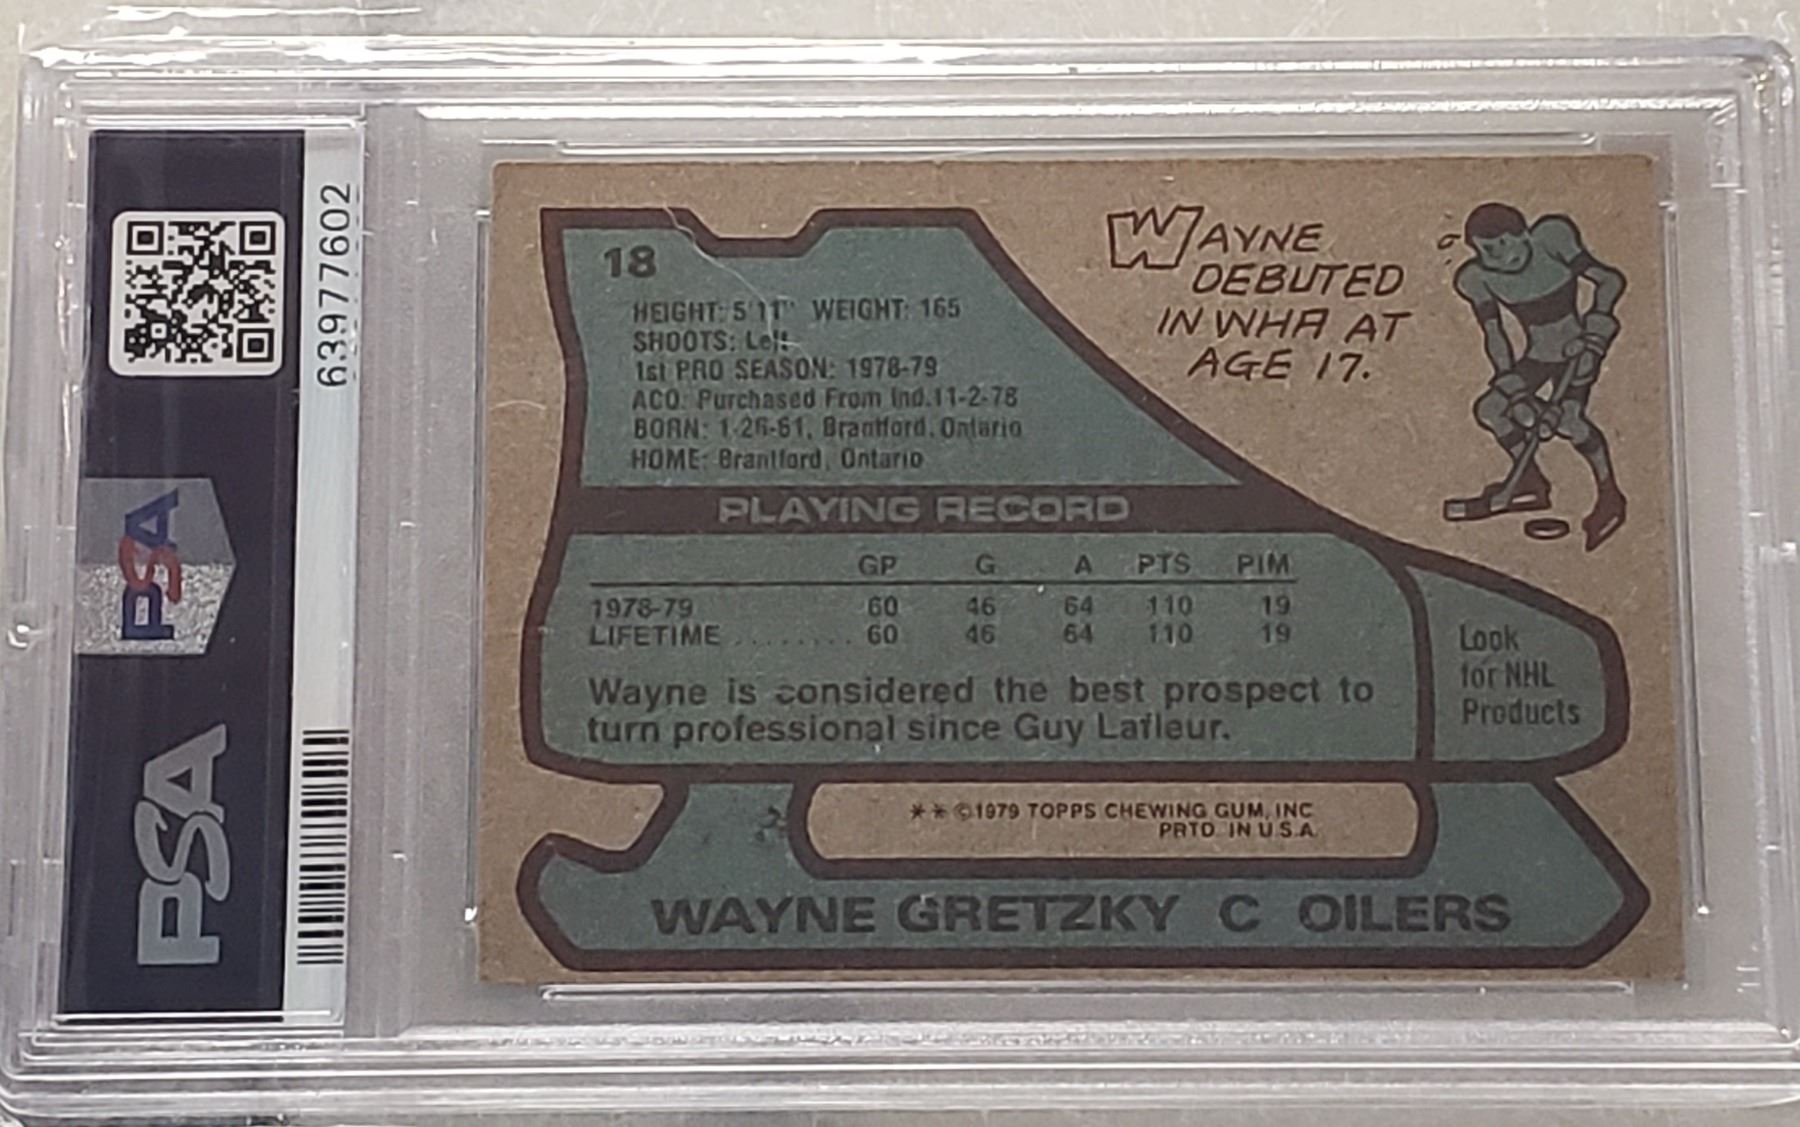 63977602
PSA
PSA
18
HEIGHT: 5'11" WEIGHT: 165
SHOOTS: Left
1st PRO SEASON: 1978-79
ACQ: Purchased From Ind. 11-2-78
BORN: 1-26-61, Brantford, Ontario
HOME: Brantford, Ontario
WAYNE
DEBUTED
IN WHA AT
AGE 17.
PLAYING RECORD
GP G A PTS PIM
1978-79 60 46 64 110 19
LIFETIME ........ 60 46 64 110 19
Wayne is considered the best prospect to
turn professional since Guy Lafleur.
Look
for NHL
Products
** ©1979 TOPPS CHEWING GUM, INC
PRTD. IN U.S.A.
WAYNE GRETZKY C OILERS